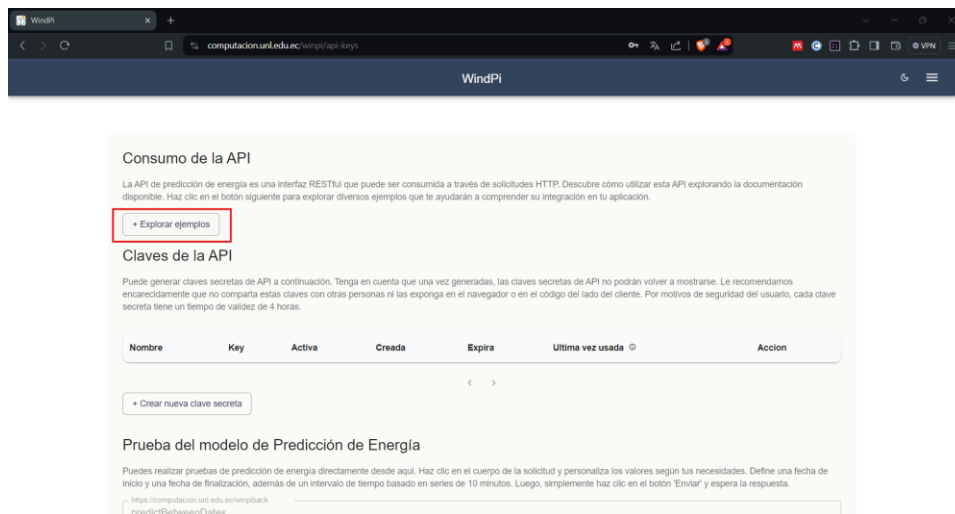 WindPi
computacion.unl.edu.ec/winpi/api-keys
VPN
WindPi
Consumo de la API
La API de predicción de energía es una interfaz RESTful que puede ser consumida a través de solicitudes HTTP. Descubre cómo utilizar esta API explorando la documentación
disponible. Haz clic en el botón siguiente para explorar diversos ejemplos que te ayudarán a comprender su integración en tu aplicación.
+ Explorar ejemplos
Claves de la API
Puede generar claves secretas de API a continuación. Tenga en cuenta que una vez generadas, las claves secretas de API no podrán volver a mostrarse. Le recomendamos
encarecidamente que no comparta estas claves con otras personas ni las exponga en el navegador o en el código del lado del cliente. Por motivos de seguridad del usuario, cada clave
secreta tiene un tiempo de validez de 4 horas.
Nombre Key Activa Creada Expira Ultima vez usada Accion
+ Crear nueva clave secreta
Prueba del modelo de Predicción de Energía
Puedes realizar pruebas de predicción de energía directamente desde aquí. Haz clic en el cuerpo de la solicitud y personaliza los valores según tus necesidades. Define una fecha de
inicio y una fecha de finalización, además de un intervalo de tiempo basado en series de 10 minutos. Luego, simplemente haz clic en el botón 'Enviar' y espera la respuesta.
https://computacion.unl.edu.ec/winpiback
predictBetweenDates